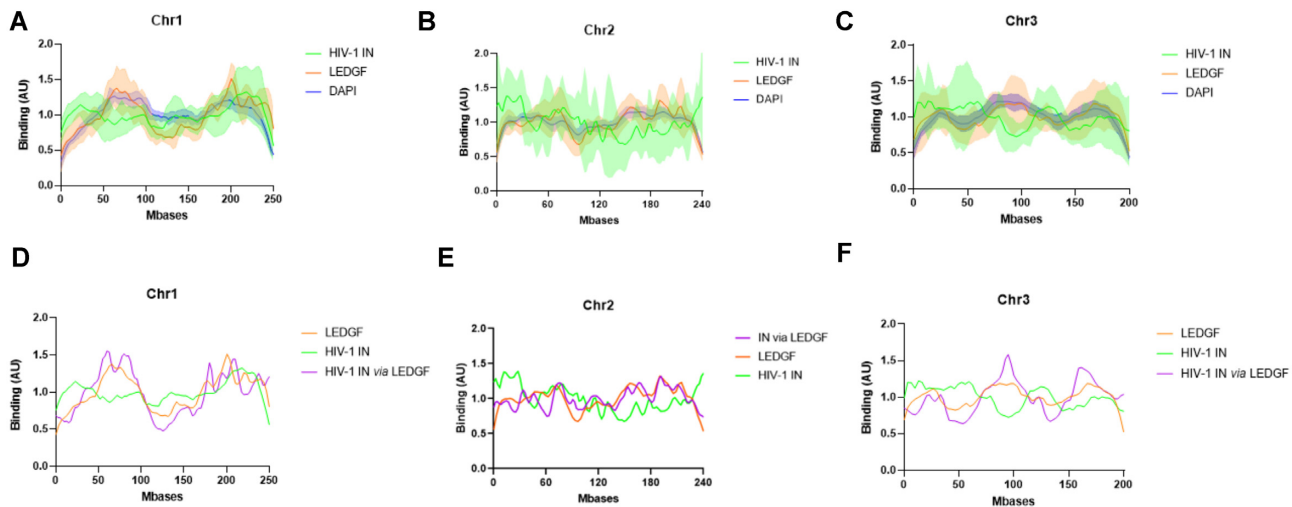 A
Chr1
2.0
1.5
1.0
0.5
0.0
Binding (AU)
0 50 100 150 200 250
Mbases
HIV-1 IN
LEDGF
DAPI
B
Chr2
2.0
1.5
1.0
0.5
0.0
Binding (AU)
0 60 120 180 240
Mbases
HIV-1 IN
LEDGF
DAPI
C
Chr3
2.0
1.5
1.0
0.5
0.0
Binding (AU)
0 50 100 150 200
Mbases
HIV-1 IN
LEDGF
DAPI
D
Chr1
2.0
1.5
1.0
0.5
0.0
Binding (AU)
0 50 100 150 200 250
Mbases
LEDGF
HIV-1 IN
HIV-1 IN via LEDGF
E
Chr2
2.0
1.5
1.0
0.5
0.0
Binding (AU)
0 60 120 180 240
Mbases
IN via LEDGF
LEDGF
HIV-1 IN
F
Chr3
2.0
1.5
1.0
0.5
0.0
Binding (AU)
0 50 100 150 200
Mbases
LEDGF
HIV-1 IN
HIV-1 IN via LEDGF